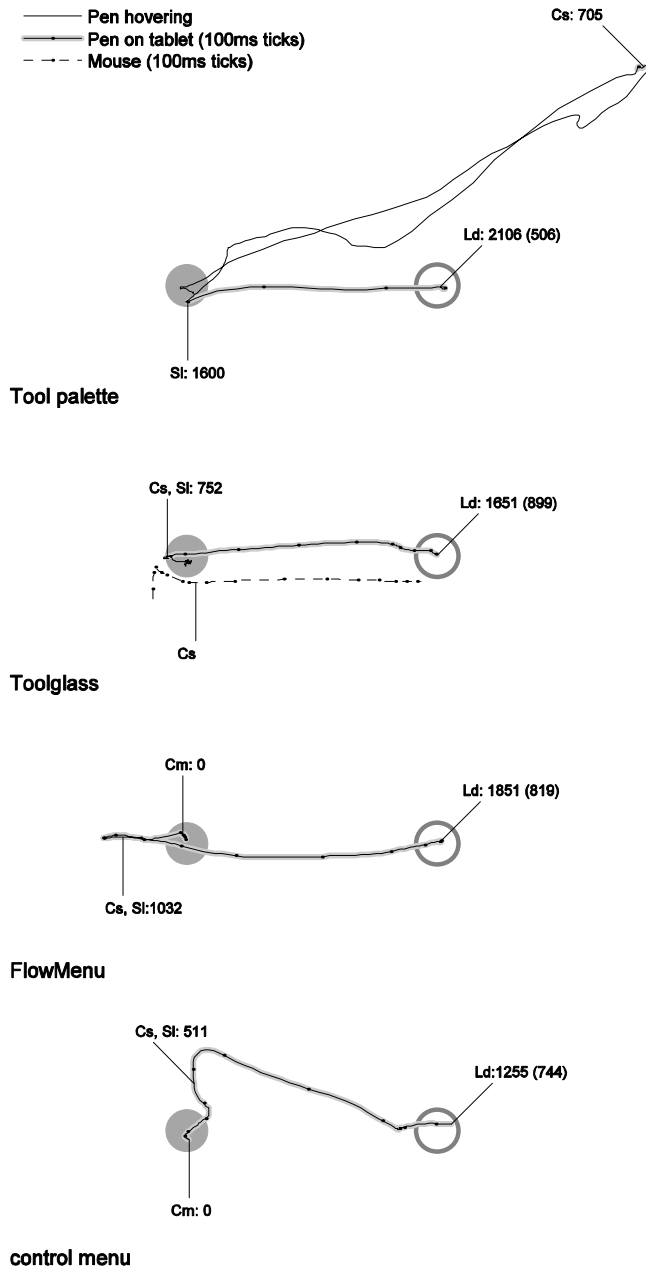 Pen hovering
Cs: 705
Pen on tablet (100ms ticks)
Mouse (100ms ticks)
Ld: 2106 (506)
Sl: 1600
Tool palette
Cs, Sl: 752
Ld: 1651 (899)
Cs
Toolglass
Cm: 0
Ld: 1851 (819)
Cs, Sl:1032
FlowMenu
Cs, Sl: 511
Ld:1255 (744)
Cm: 0
control menu